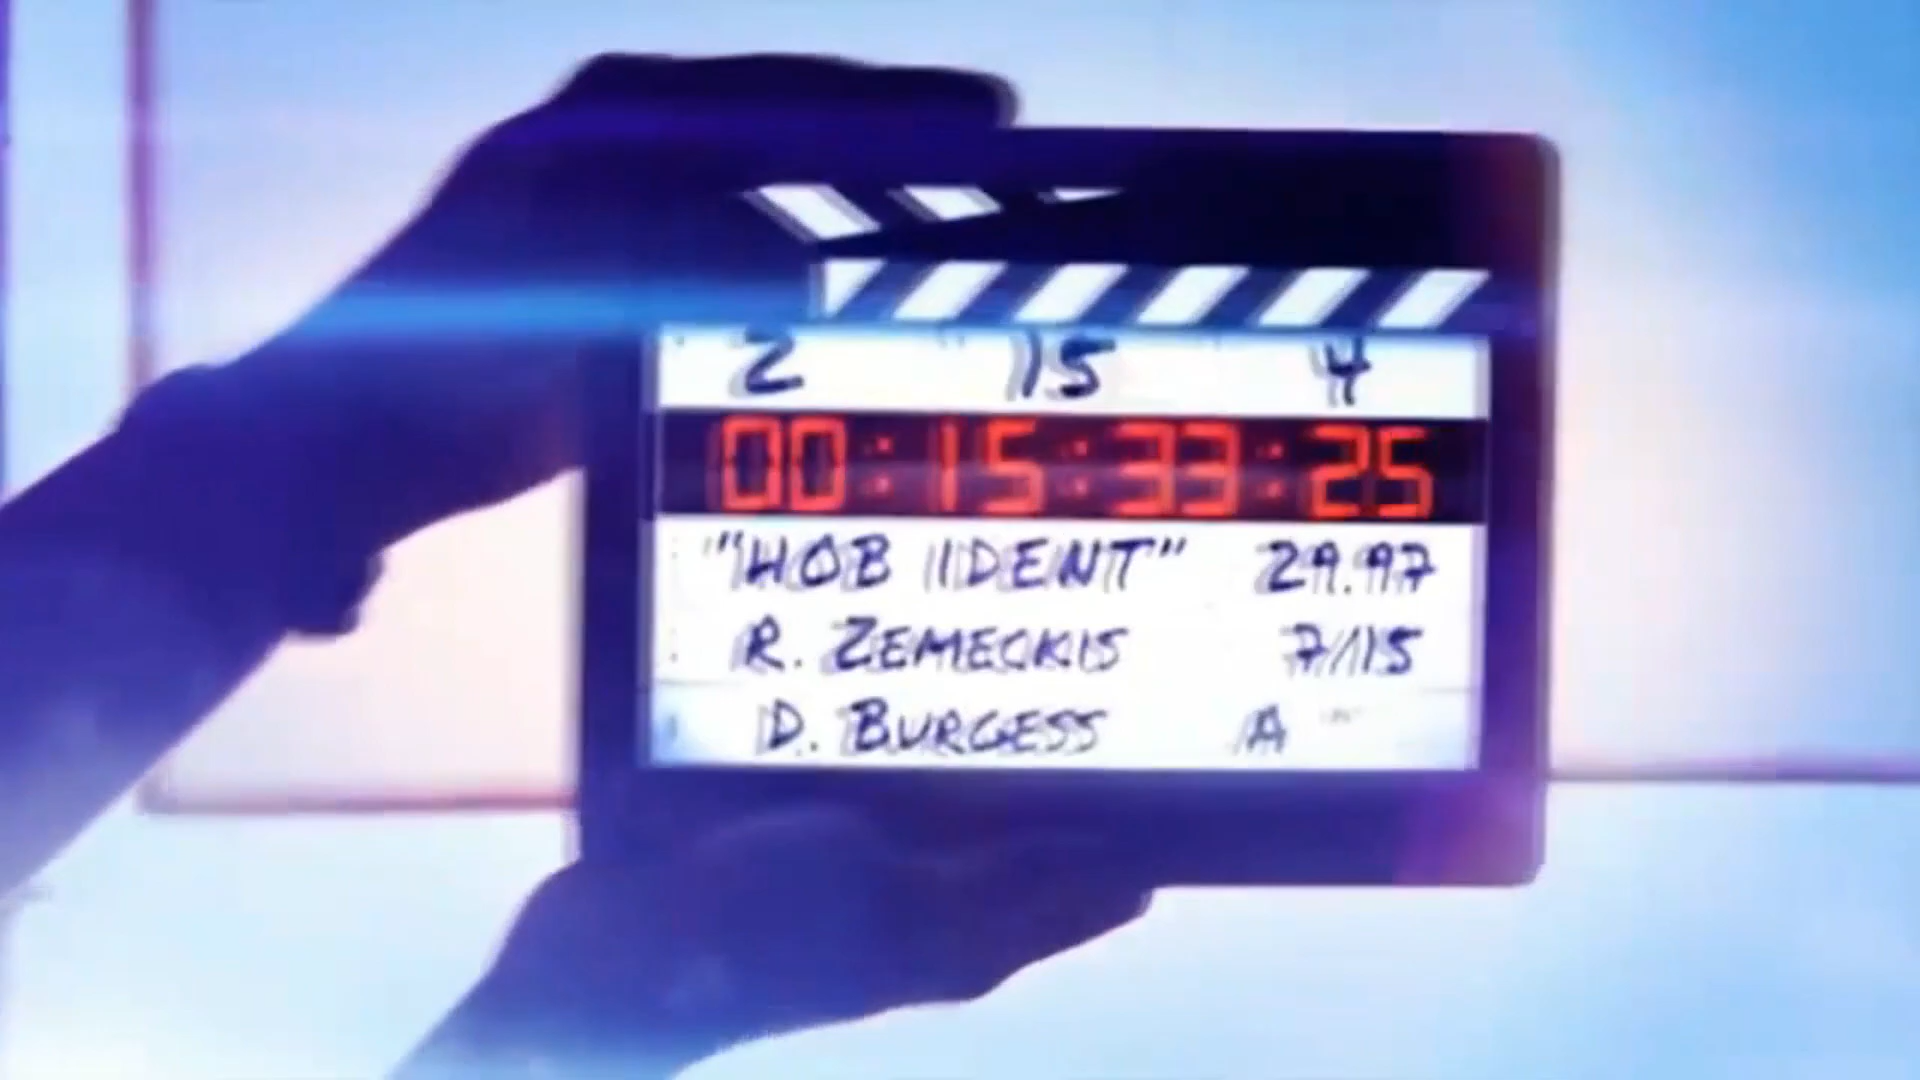 2 15 4
00:15:33:25
"HOB IDENT" 29.97
R. ZEMECKIS 7/15
D. BURGESS A